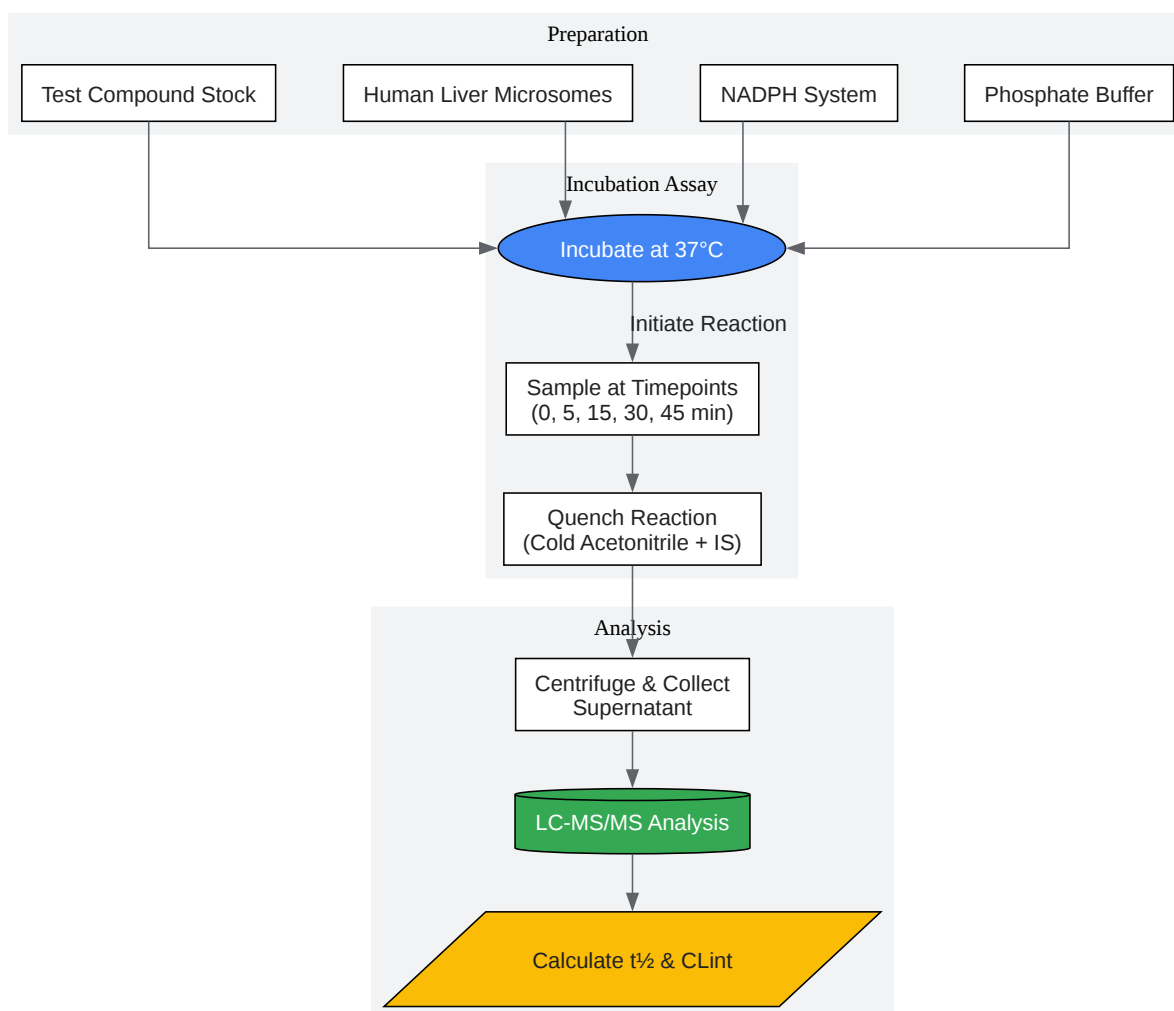 Preparation
Test Compound Stock
Human Liver Microsomes
NADPH System
Phosphate Buffer
Incubation Assay
Incubate at 37°C
Initiate Reaction
Sample at Timepoints
(0, 5, 15, 30, 45 min)
Quench Reaction
(Cold Acetonitrile + IS)
Analysis
Centrifuge & Collect
Supernatant
LC-MS/MS Analysis
Calculate t½ & CLint